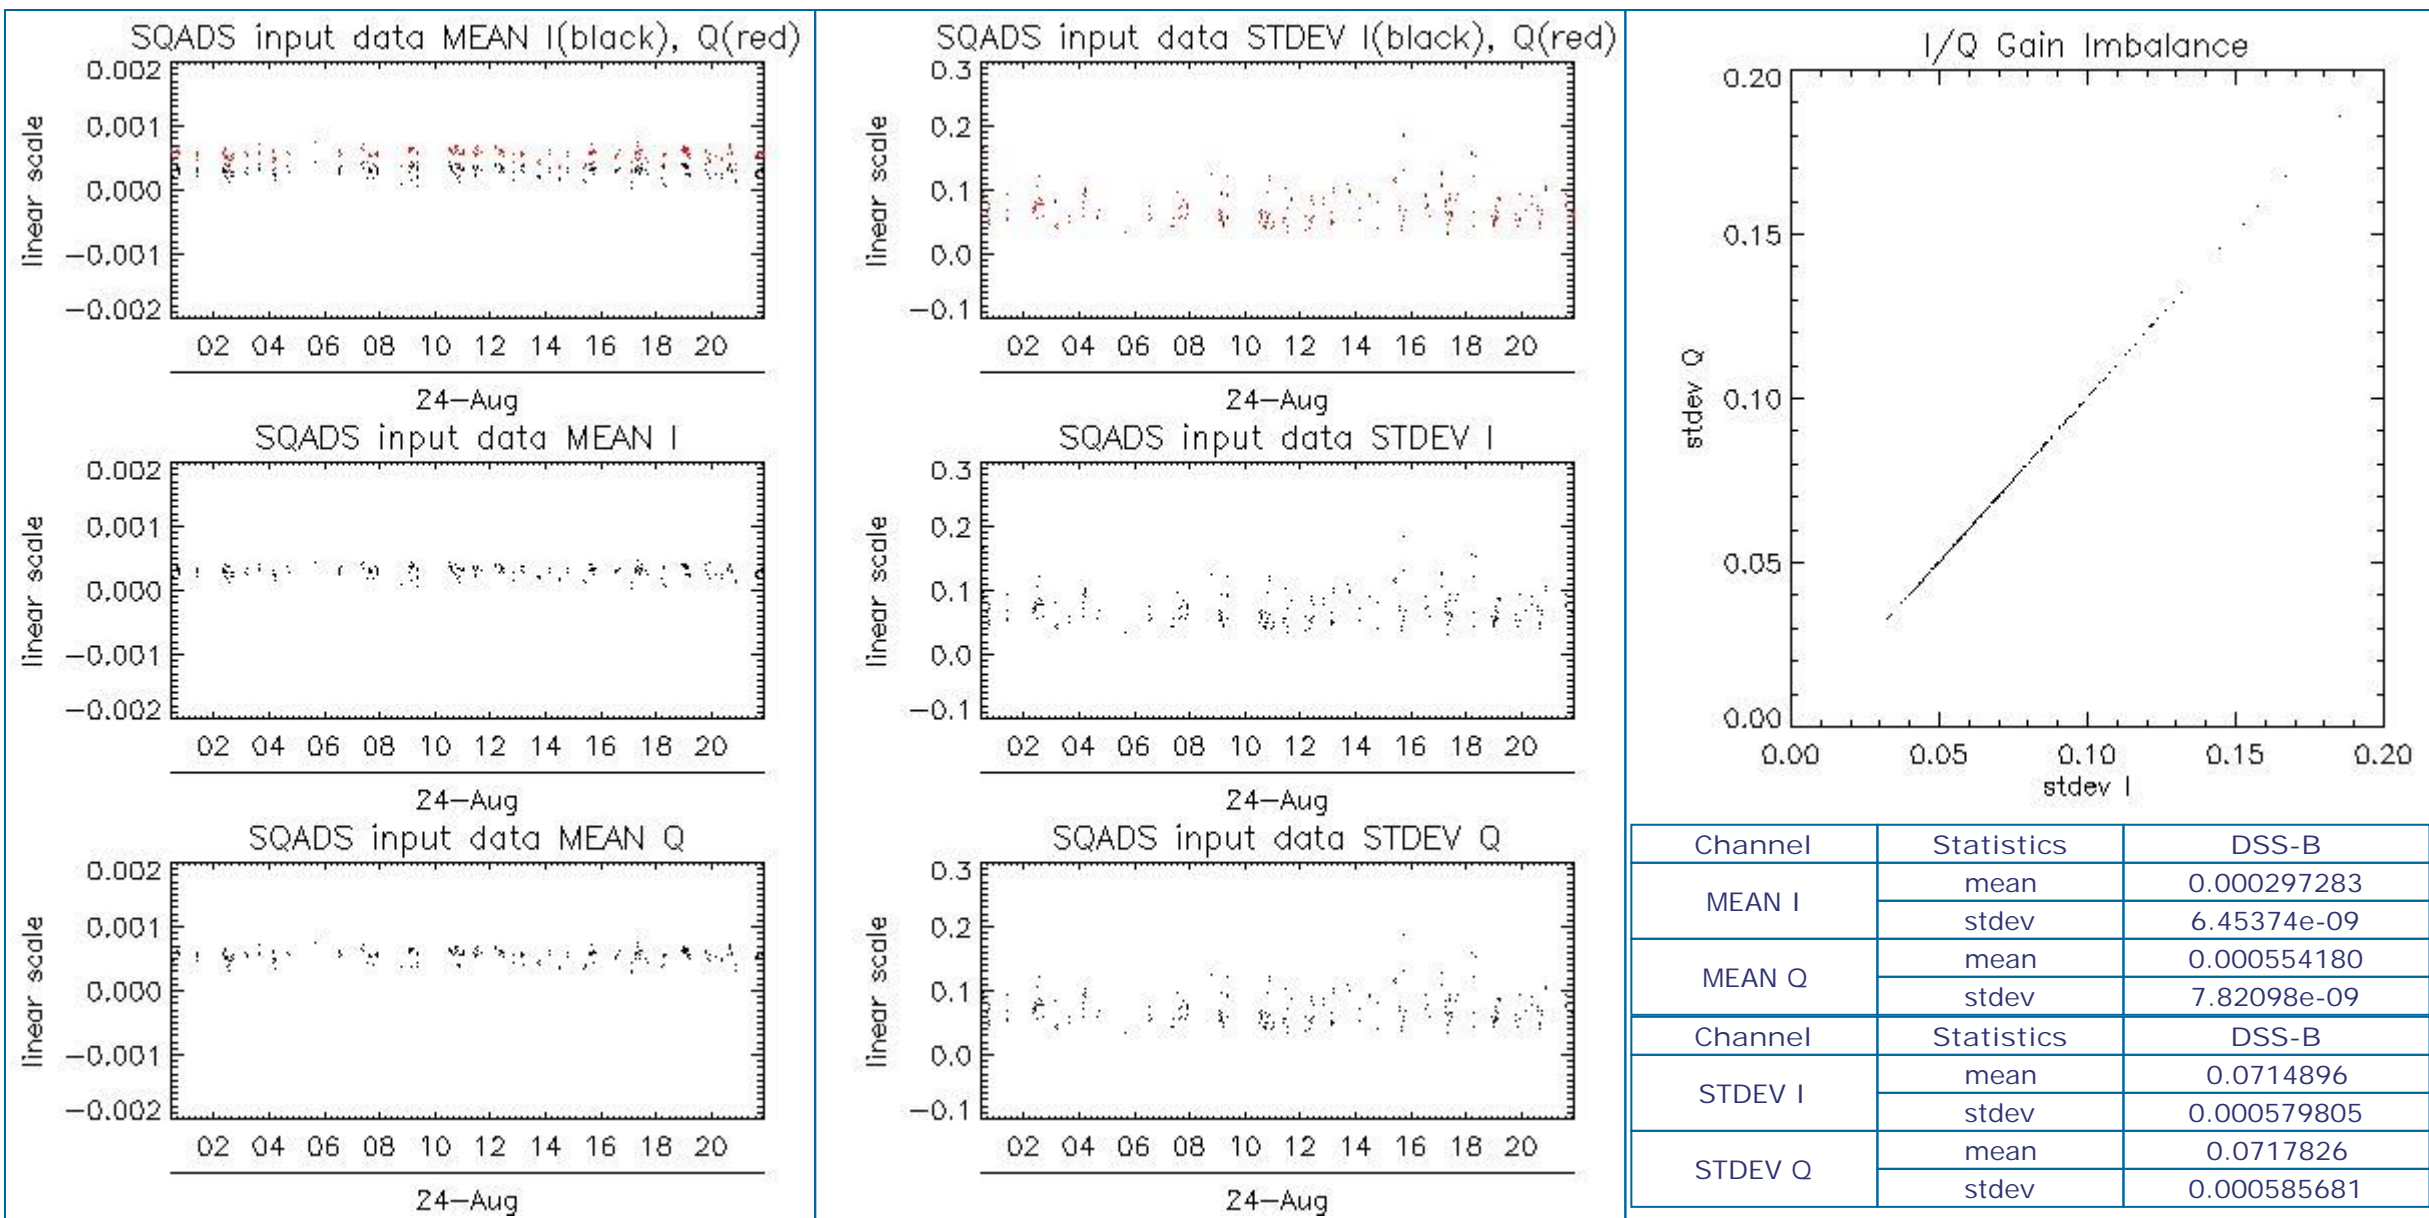 SQADS input data MEAN I(black), Q(red)
0.002
0.001
0.000
-0.001
-0.002
linear scale
02 04 06 08 10 12 14 16 18 20
24-Aug
SQADS input data MEAN I
0.002
0.001
0.000
-0.001
-0.002
linear scale
02 04 06 08 10 12 14 16 18 20
24-Aug
SQADS input data MEAN Q
0.002
0.001
0.000
-0.001
-0.002
linear scale
02 04 06 08 10 12 14 16 18 20
24-Aug
SQADS input data STDEV I(black), Q(red)
0.3
0.2
0.1
0.0
-0.1
linear scale
02 04 06 08 10 12 14 16 18 20
24-Aug
SQADS input data STDEV I
0.3
0.2
0.1
0.0
-0.1
linear scale
02 04 06 08 10 12 14 16 18 20
24-Aug
SQADS input data STDEV Q
0.3
0.2
0.1
0.0
-0.1
linear scale
02 04 06 08 10 12 14 16 18 20
24-Aug
I/Q Gain Imbalance
0.20
0.15
0.10
0.05
0.00
stdev Q
0.00 0.05 0.10 0.15 0.20
stdev I
Channel Statistics DSS-B
MEAN I mean 0.000297283
stdev 6.45374e-09
MEAN Q mean 0.000554180
stdev 7.82098e-09
Channel Statistics DSS-B
STDEV I mean 0.0714896
stdev 0.000579805
STDEV Q mean 0.0717826
stdev 0.000585681